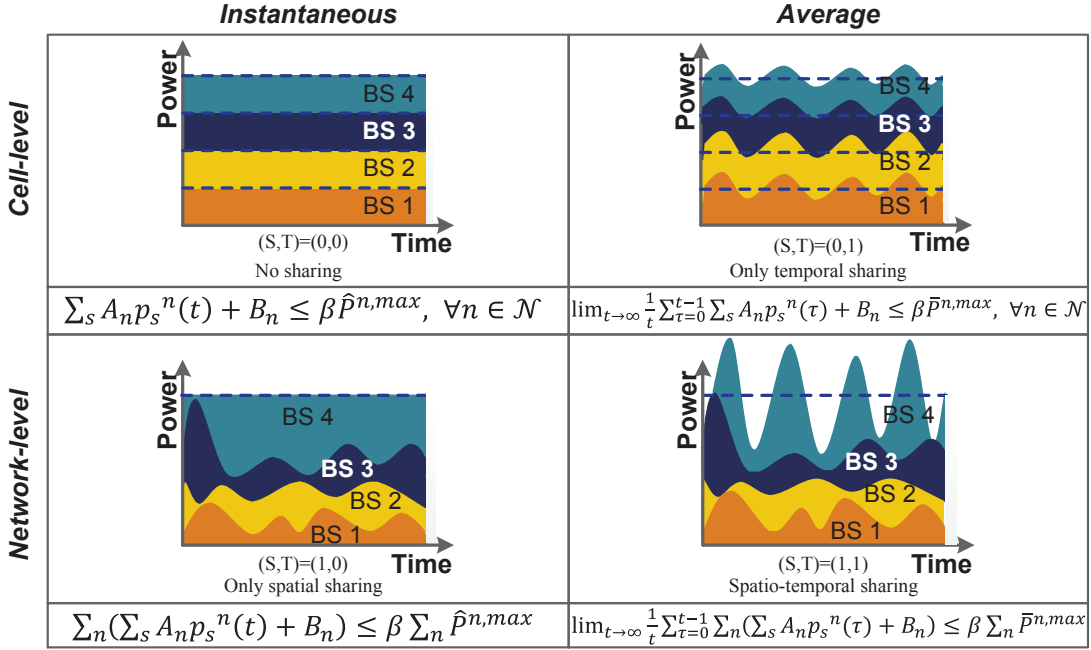 Instantaneous
Average
Cell-level
Power
BS 4
BS 3
BS 2
BS 1
Time
(S,T)=(0,0)
No sharing
Power
BS 4
BS 3
BS 2
BS 1
Time
(S,T)=(0,1)
Only temporal sharing
∑ₛ Aₙpₛⁿ(t) + Bₙ ≤ βP̂ⁿ,ᵐᵃˣ, ∀n ∈ 𝒩
lim_{t→∞} 1/t ∑_{τ=0}^{t−1} ∑ₛ Aₙpₛⁿ(τ) + Bₙ ≤ βP̄ⁿ,ᵐᵃˣ, ∀n ∈ 𝒩
Network-level
Power
BS 4
BS 3
BS 2
BS 1
Time
(S,T)=(1,0)
Only spatial sharing
Power
BS 4
BS 3
BS 2
BS 1
Time
(S,T)=(1,1)
Spatio-temporal sharing
∑ₙ(∑ₛ Aₙpₛⁿ(t) + Bₙ) ≤ β ∑ₙ P̂ⁿ,ᵐᵃˣ
lim_{t→∞} 1/t ∑_{τ=0}^{t−1} ∑ₙ(∑ₛ Aₙpₛⁿ(τ) + Bₙ) ≤ β ∑ₙ P̄ⁿ,ᵐᵃˣ